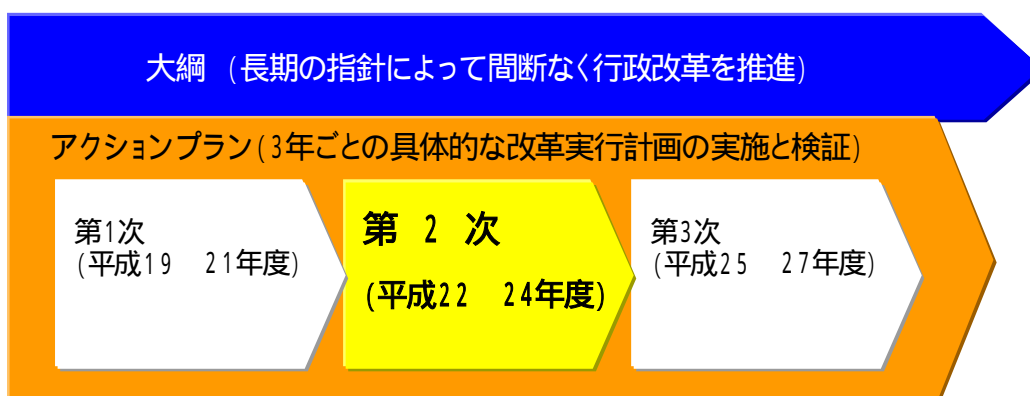 大綱 (長期の指針によって間断なく行政改革を推進)
アクションプラン(3年ごとの具体的な改革実行計画の実施と検証)
第1次
(平成19 21年度)
第 2 次
(平成22 24年度)
第3次
(平成25 27年度)